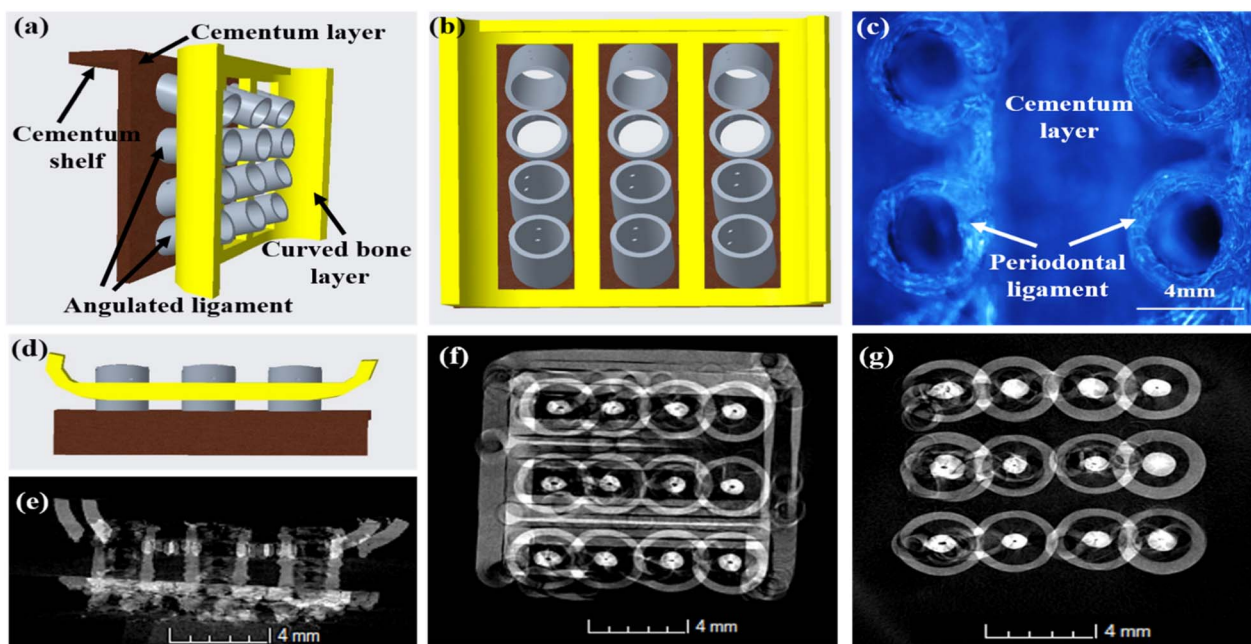 (a)
Cementum layer
Cementum
shelf
Curved bone
layer
Angulated ligament
(b)
(c)
Cementum
layer
Periodontal
ligament
4mm
(d)
(e)
4 mm
(f)
4 mm
(g)
4 mm